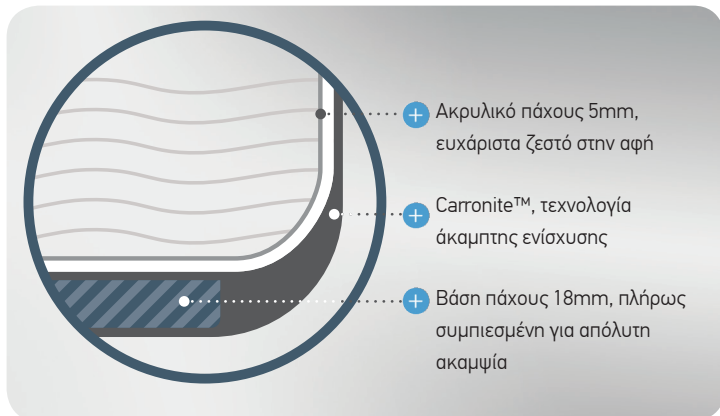 Ακρυλικό πάχους 5mm,
ευχάριστα ζεστό στην αφή
Carronite™, τεχνολογία
άκαμπτης ενίσχυσης
Βάση πάχους 18mm, πλήρως
συμπιεσμένη για απόλυτη
ακαμψία